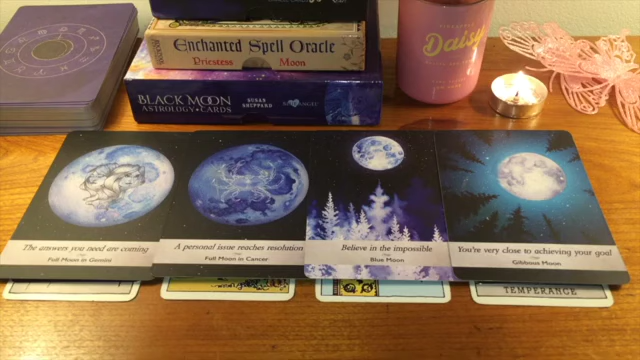 Enchanted Spell Oracle
Priestess Moon
BLACK MOON
ASTROLOGY CARDS
SUSAN
SHEPPARD
Daisy
The answers you need are coming
Full Moon in Gemini
A personal issue reaches resolution
Full Moon in Cancer
Believe in the impossible
Blue Moon
You're very close to achieving your goal
Gibbous Moon
TEMPERANCE